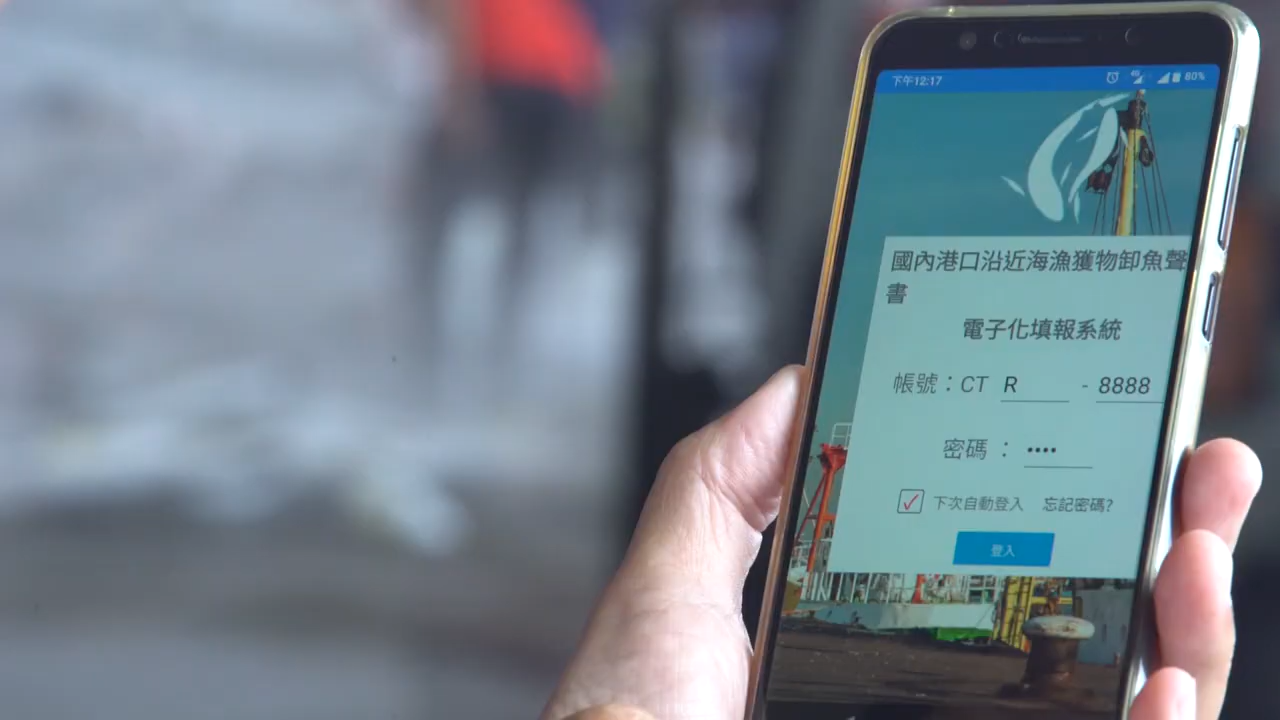 下午12:17
80%
國內港口沿近海漁獲物卸魚聲
書
電子化填報系統
帳號：CT R - 8888
密碼：••••
下次自動登入 忘記密碼?
登入